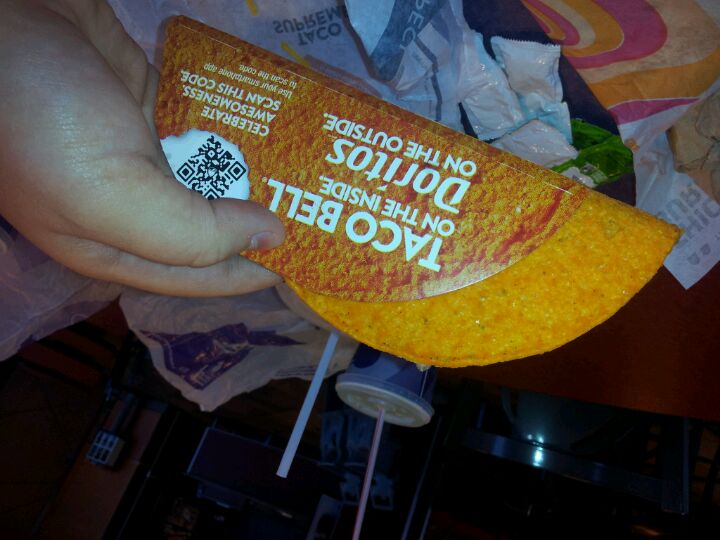 TACO BELL®
ON THE INSIDE.
Doritos
ON THE OUTSIDE.
CELEBRATE
AWESOMENESS.
SCAN THIS CODE.
Use your smartphone app
to scan the code.
SUPREME
TACO